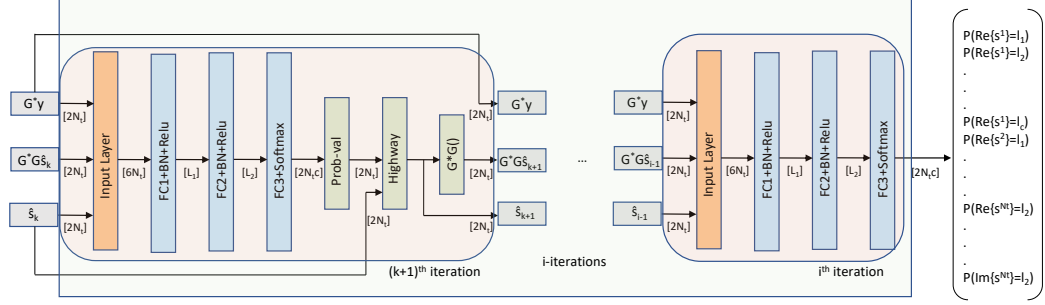 G*y
[2Nt]
G*Gŝk
[2Nt]
ŝk
[2Nt]
Input Layer
[6Nt]
FC1+BN+Relu
[L1]
FC2+BN+Relu
[L2]
FC3+Softmax
[2Ntc]
Prob-val
[2Nt]
[2Nt]
Highway
[2Nt]
G*G()
[2Nt]
G*y
[2Nt]
G*Gŝk+1
[2Nt]
ŝk+1
(k+1)th iteration
...
i-iterations
G*y
[2Nt]
G*Gŝi-1
[2Nt]
ŝi-1
[2Nt]
Input Layer
[6Nt]
FC1+BN+Relu
[L1]
FC2+BN+Relu
[L2]
FC3+Softmax
[2Ntc]
ith iteration
P(Re{s1}=l1)
P(Re{s1}=l2)
.
.
.
P(Re{s1}=lc)
P(Re{s2}=l1)
.
.
.
P(Re{sNt}=l2)
.
.
.
P(Im{sNt}=l2)